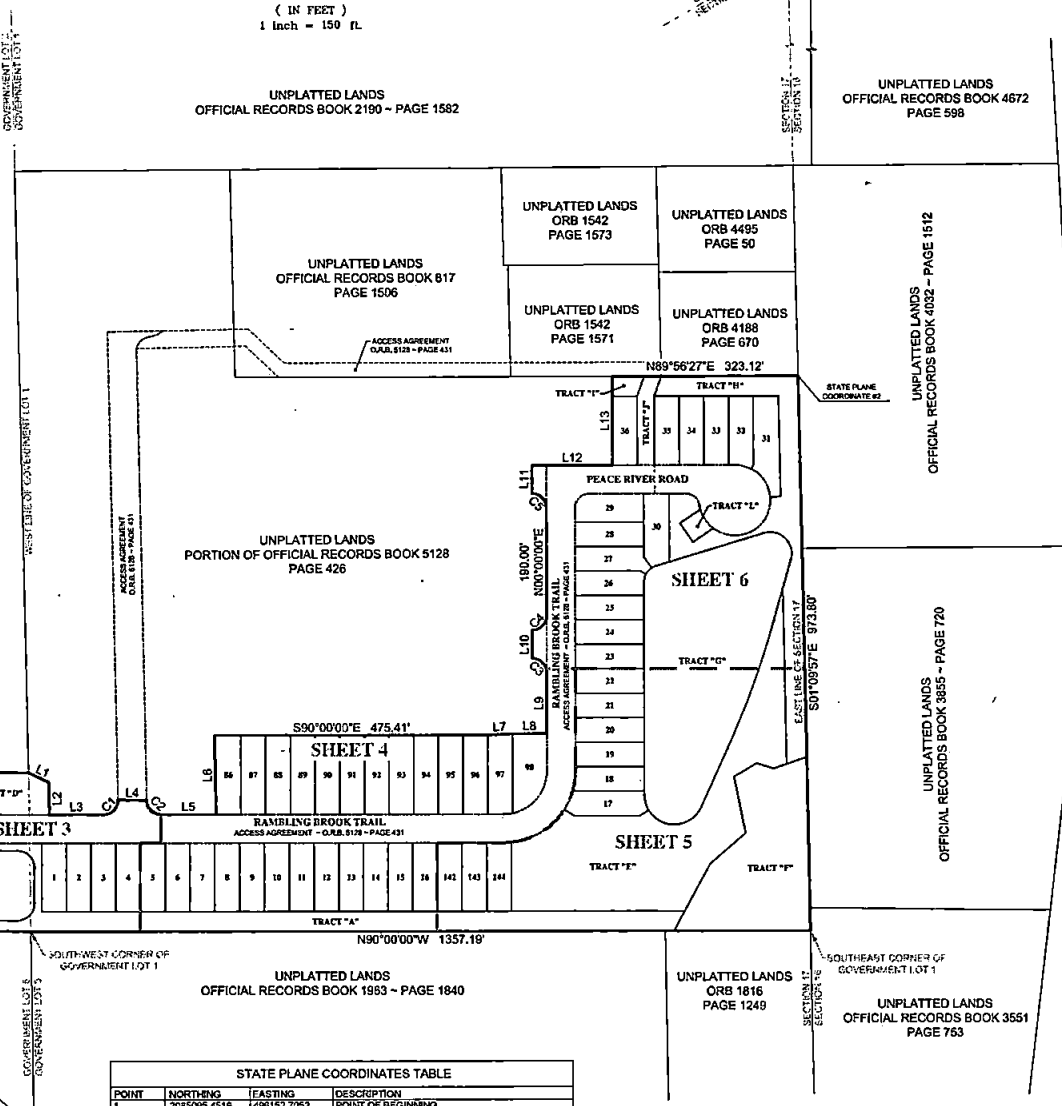 ( IN FEET )
1 inch = 150 ft.
GOVERNMENT LOT
GOVERNMENT LOT
SECTION 17
SECTION 16
UNPLATTED LANDS
OFFICIAL RECORDS BOOK 2190 ~ PAGE 1582
UNPLATTED LANDS
OFFICIAL RECORDS BOOK 4672
PAGE 598
UNPLATTED LANDS
ORB 1542
PAGE 1573
UNPLATTED LANDS
ORB 4495
PAGE 50
UNPLATTED LANDS
OFFICIAL RECORDS BOOK 4032 ~ PAGE 1512
UNPLATTED LANDS
OFFICIAL RECORDS BOOK 817
PAGE 1506
UNPLATTED LANDS
ORB 1542
PAGE 1571
UNPLATTED LANDS
ORB 4188
PAGE 670
ACCESS AGREEMENT
O.R.B. 5128 ~ PAGE 431
N89°56'27"E 323.12'
STATE PLANE
COORDINATE #2
TRACT "I"
TRACT "H"
TRACT "J"
L13
36
35
34
33
32
31
L12
L11
C5
PEACE RIVER ROAD
TRACT "L"
29
28
27
26
25
24
23
22
21
20
19
18
17
30
SHEET 6
TRACT "G"
WEST LINE OF GOVERNMENT LOT 1
ACCESS AGREEMENT
O.R.B. 5128 ~ PAGE 431
UNPLATTED LANDS
PORTION OF OFFICIAL RECORDS BOOK 5128
PAGE 426
190.00'
N00°00'00"E
C4
L10
C3
L9
RAMBLING BROOK TRAIL
ACCESS AGREEMENT ~ O.R.B. 5128 ~ PAGE 431
EAST LINE OF SECTION 17
S01°09'57"E 973.80'
UNPLATTED LANDS
OFFICIAL RECORDS BOOK 3855 ~ PAGE 720
S90°00'00"E 475.41'
L7
L8
SHEET 4
L6
86
87
88
89
90
91
92
93
94
95
96
97
98
L1
L2
L3
C1
L4
C2
L5
T "D"
SHEET 3
RAMBLING BROOK TRAIL
ACCESS AGREEMENT ~ O.R.B. 5128 ~ PAGE 431
SHEET 5
TRACT "E"
TRACT "F"
1
2
3
4
5
6
7
8
9
10
11
12
13
14
15
16
142
143
144
TRACT "A"
N90°00'00"W 1357.19'
SOUTHWEST CORNER OF
GOVERNMENT LOT 1
SOUTHEAST CORNER OF
GOVERNMENT LOT 1
UNPLATTED LANDS
OFFICIAL RECORDS BOOK 1963 ~ PAGE 1840
UNPLATTED LANDS
ORB 1816
PAGE 1249
SECTION 17
SECTION 16
UNPLATTED LANDS
OFFICIAL RECORDS BOOK 3551
PAGE 753
GOVERNMENT LOT
GOVERNMENT LOT
STATE PLANE COORDINATES TABLE
POINT NORTHING EASTING DESCRIPTION
POINT OF BEGINNING